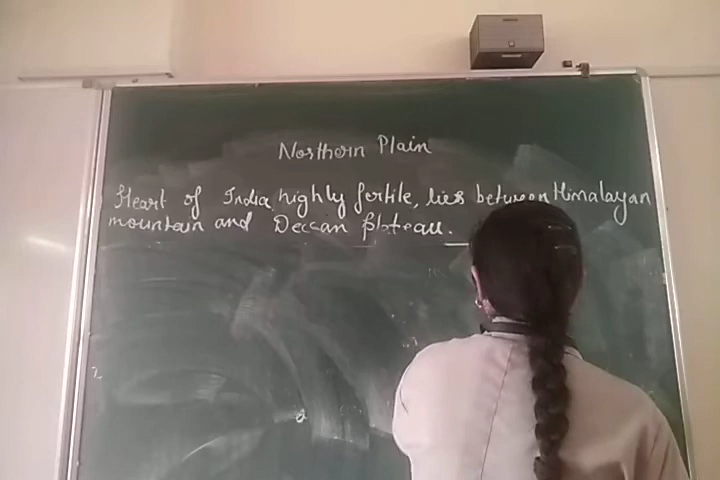 Northern Plain
Heart of India, highly fertile, lies between Himalayan
mountain and Deccan plateau.